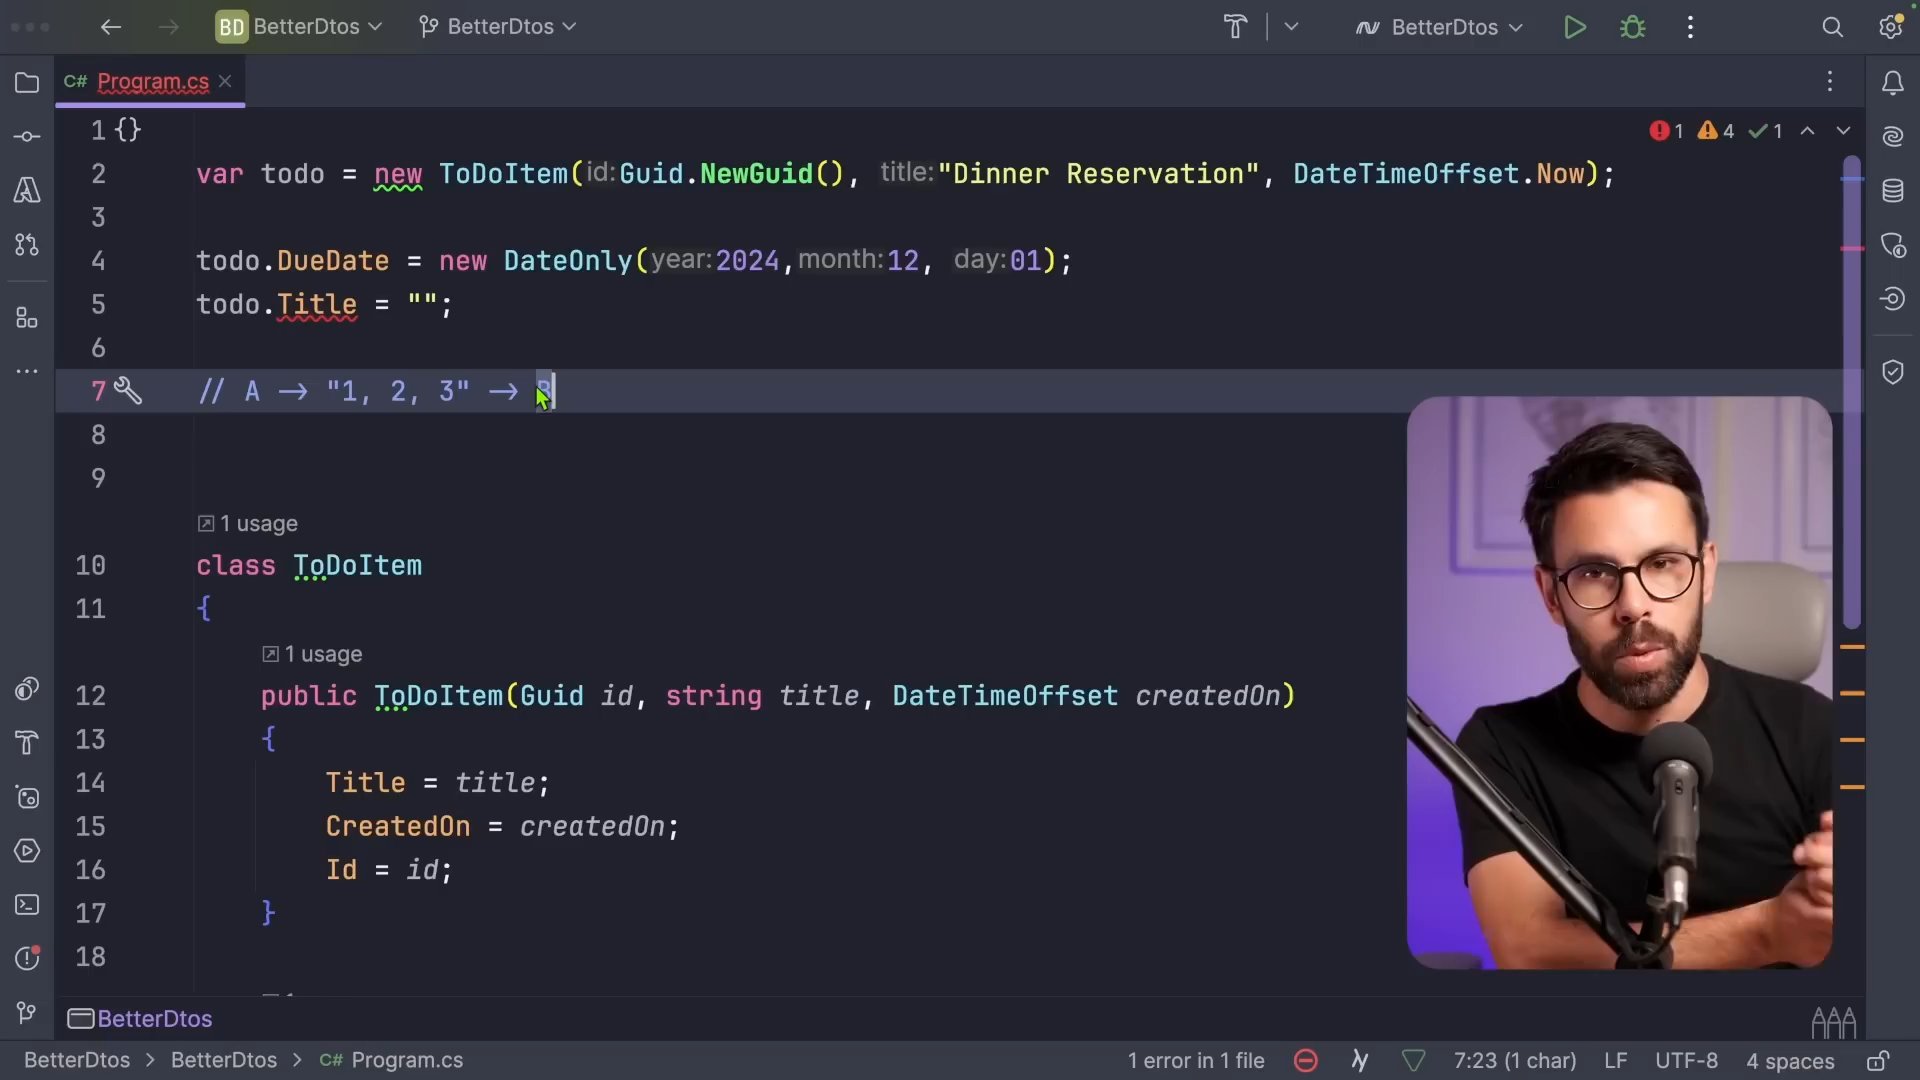 BD BetterDtos BetterDtos BetterDtos
C# Program.cs
1 {} 1 4 1
2 var todo = new ToDoItem(id:Guid.NewGuid(), title:"Dinner Reservation", DateTimeOffset.Now);
3
4 todo.DueDate = new DateOnly(year:2024,month:12, day:01);
5 todo.Title = "";
6
7 // A -> "1, 2, 3" -> B
8
9
1 usage
10 class ToDoItem
11 {
1 usage
12 public ToDoItem(Guid id, string title, DateTimeOffset createdOn)
13 {
14 Title = title;
15 CreatedOn = createdOn;
16 Id = id;
17 }
18
BetterDtos
BetterDtos > BetterDtos > C# Program.cs 1 error in 1 file 7:23 (1 char) LF UTF-8 4 spaces